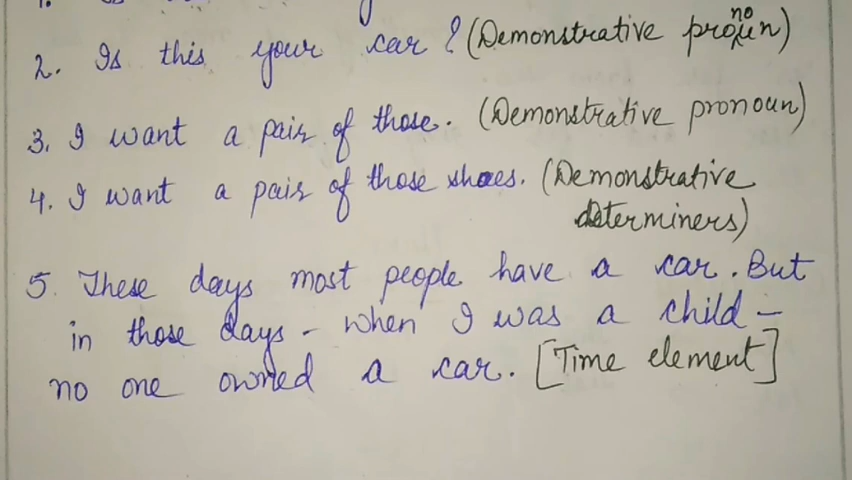 2. Is this your car? (Demonstrative pronoun)
3. I want a pair of those. (Demonstrative pronoun)
4. I want a pair of those shoes. (Demonstrative
determiners)
5. These days most people have a car. But
in those days - when I was a child -
no one owned a car. [Time element]